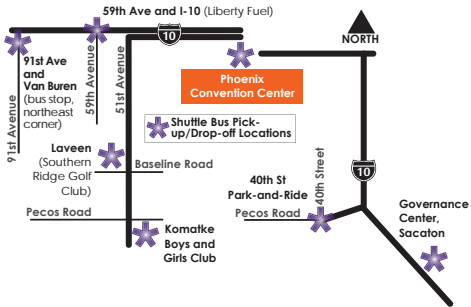 59th Ave and I-10 (Liberty Fuel)
10
NORTH
91st Ave
and
Van Buren
(bus stop,
northeast
corner)
91st Avenue
59th Avenue
51st Avenue
Phoenix
Convention Center
Shuttle Bus Pick-
up/Drop-off Locations
Laveen
(Southern
Ridge Golf
Club)
Baseline Road
40th St
Park-and-Ride
40th Street
10
Pecos Road
Pecos Road
Komatke
Boys and
Girls Club
Governance
Center,
Sacaton